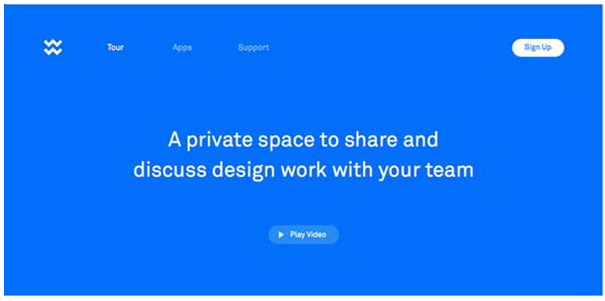 Tour
Apps
Support
Sign Up
A private space to share and
discuss design work with your team
Play Video